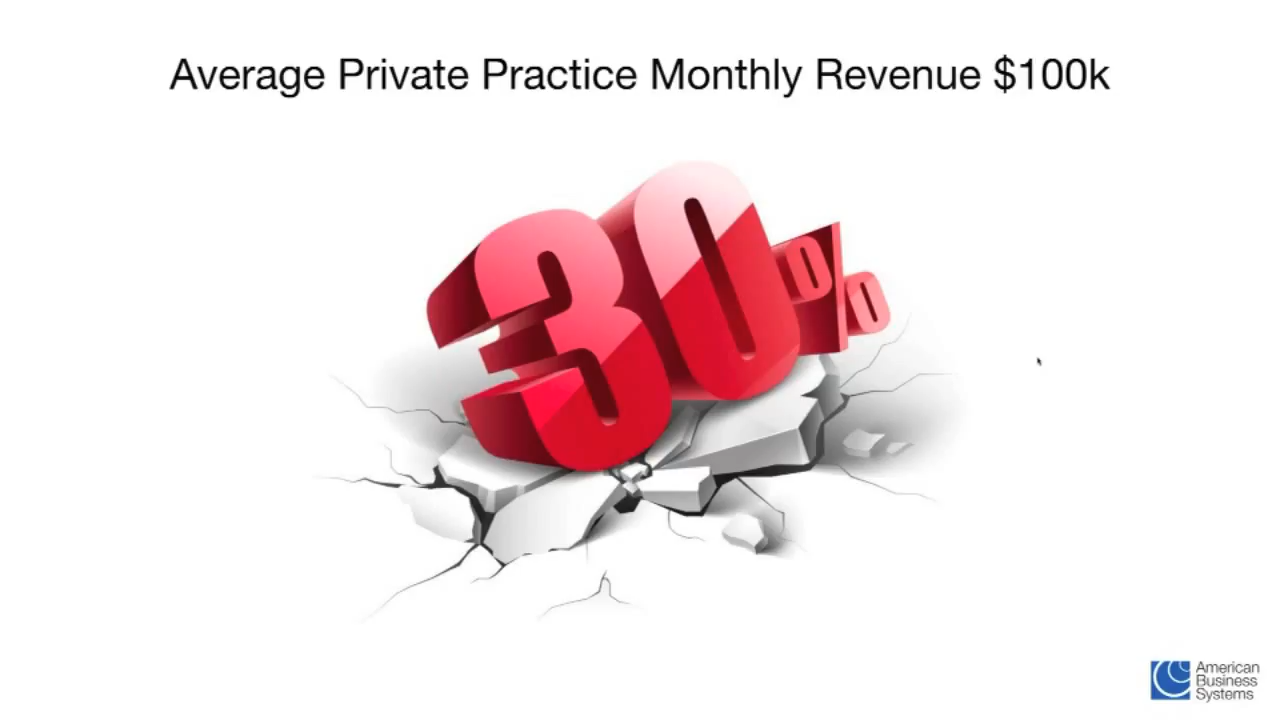 Average Private Practice Monthly Revenue $100k
30%
American
Business
Systems